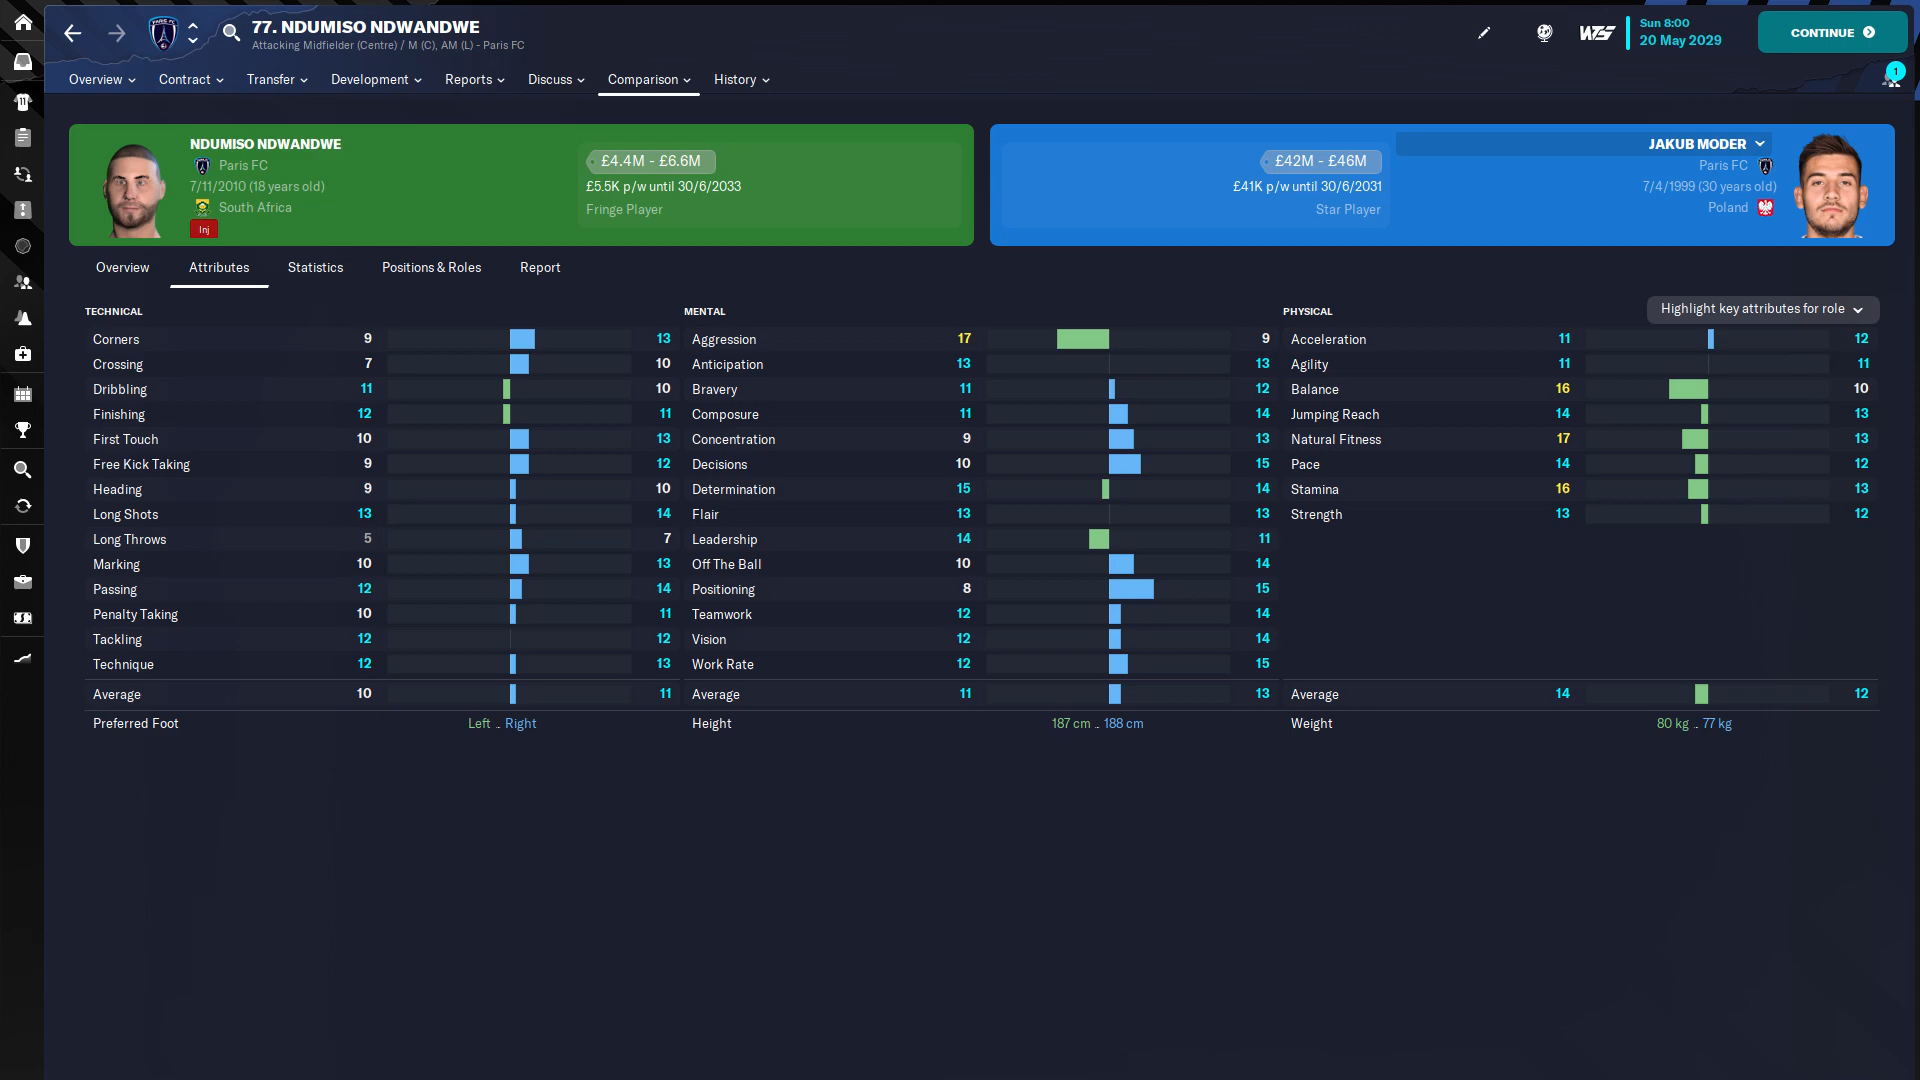 77. NDUMISO NDWANDWE
Attacking Midfielder (Centre) / M (C), AM (L) - Paris FC
Sun 8:00
20 May 2029
CONTINUE
Overview Contract Transfer Development Reports Discuss Comparison History
1
NDUMISO NDWANDWE
Paris FC
7/11/2010 (18 years old)
South Africa
Inj
£4.4M - £6.6M
£5.5K p/w until 30/6/2033
Fringe Player
£42M - £46M
£41K p/w until 30/6/2031
Star Player
JAKUB MODER
Paris FC
7/4/1999 (30 years old)
Poland
Overview Attributes Statistics Positions & Roles Report
Highlight key attributes for role
TECHNICAL
Corners 9 13
Crossing 7 10
Dribbling 11 10
Finishing 12 11
First Touch 10 13
Free Kick Taking 9 12
Heading 9 10
Long Shots 13 14
Long Throws 5 7
Marking 10 13
Passing 12 14
Penalty Taking 10 11
Tackling 12 12
Technique 12 13
Average 10 11
Preferred Foot Left .. Right
MENTAL
Aggression 17 9
Anticipation 13 13
Bravery 11 12
Composure 11 14
Concentration 9 13
Decisions 10 15
Determination 15 14
Flair 13 13
Leadership 14 11
Off The Ball 10 14
Positioning 8 15
Teamwork 12 14
Vision 12 14
Work Rate 12 15
Average 11 13
Height 187 cm .. 188 cm
PHYSICAL
Acceleration 11 12
Agility 11 11
Balance 16 10
Jumping Reach 14 13
Natural Fitness 17 13
Pace 14 12
Stamina 16 13
Strength 13 12
Average 14 12
Weight 80 kg .. 77 kg